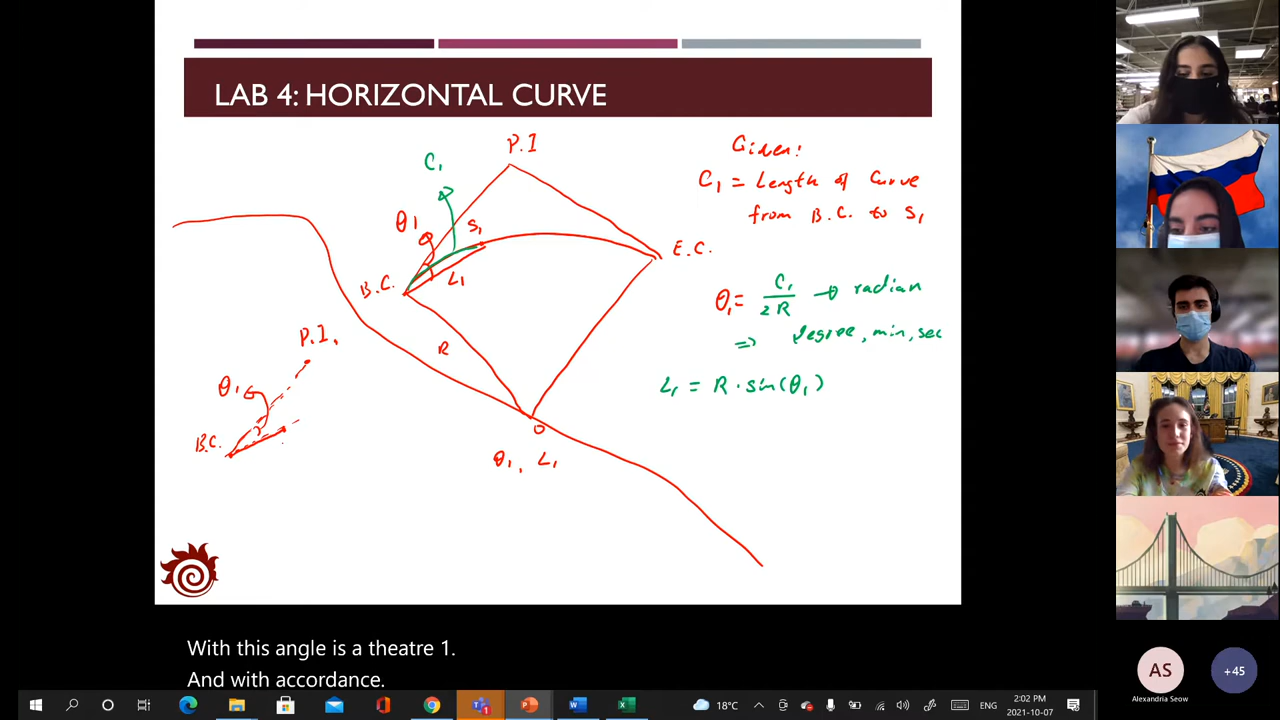 LAB 4: HORIZONTAL CURVE
P.I
C1
θ1
S1
B.C.
L1
E.C.
R
O
θ1, L1
P.I.
θ1
B.C.
Given:
C1 = Length of Curve
from B.C. to S1
θ1 = C1/2R → radian
⇒ degree, min, sec
L1 = R·sin(θ1)
With this angle is a theatre 1.
And with accordance.
AS
Alexandria Seow
+45
18°C
ENG
2:02 PM
2021-10-07